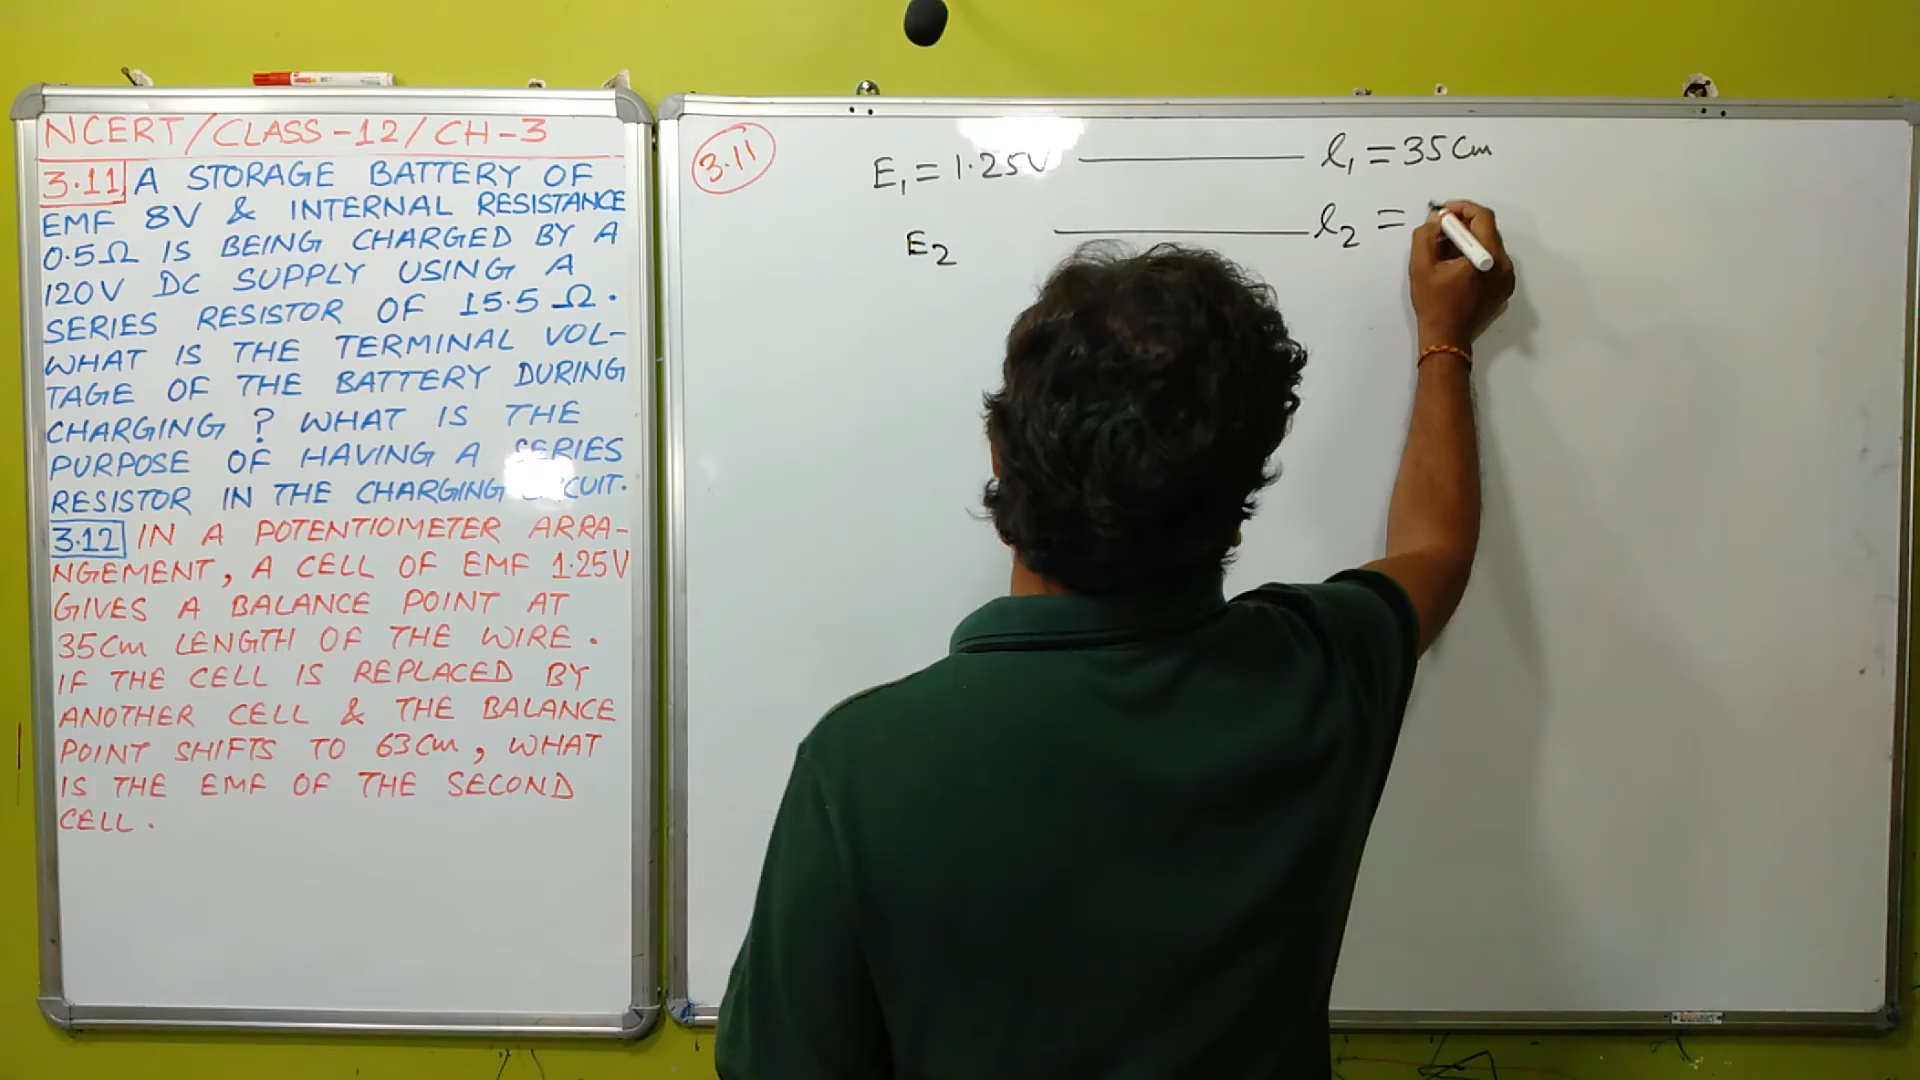 NCERT/CLASS-12/CH-3
3.11 A STORAGE BATTERY OF
EMF 8V & INTERNAL RESISTANCE
0.5Ω IS BEING CHARGED BY A
120V DC SUPPLY USING A
SERIES RESISTOR OF 15.5 Ω.
WHAT IS THE TERMINAL VOL-
TAGE OF THE BATTERY DURING
CHARGING ? WHAT IS THE
PURPOSE OF HAVING A SERIES
RESISTOR IN THE CHARGING
3.12 IN A POTENTIOMETER ARRA-
NGEMENT, A CELL OF EMF 1.25V
GIVES A BALANCE POINT AT
35cm LENGTH OF THE WIRE.
IF THE CELL IS REPLACED BY
ANOTHER CELL & THE BALANCE
POINT SHIFTS TO 63cm, WHAT
IS THE EMF OF THE SECOND
CELL.
3.11
E₁ = 1.25V — l₁ = 35cm
E₂ — l₂ =